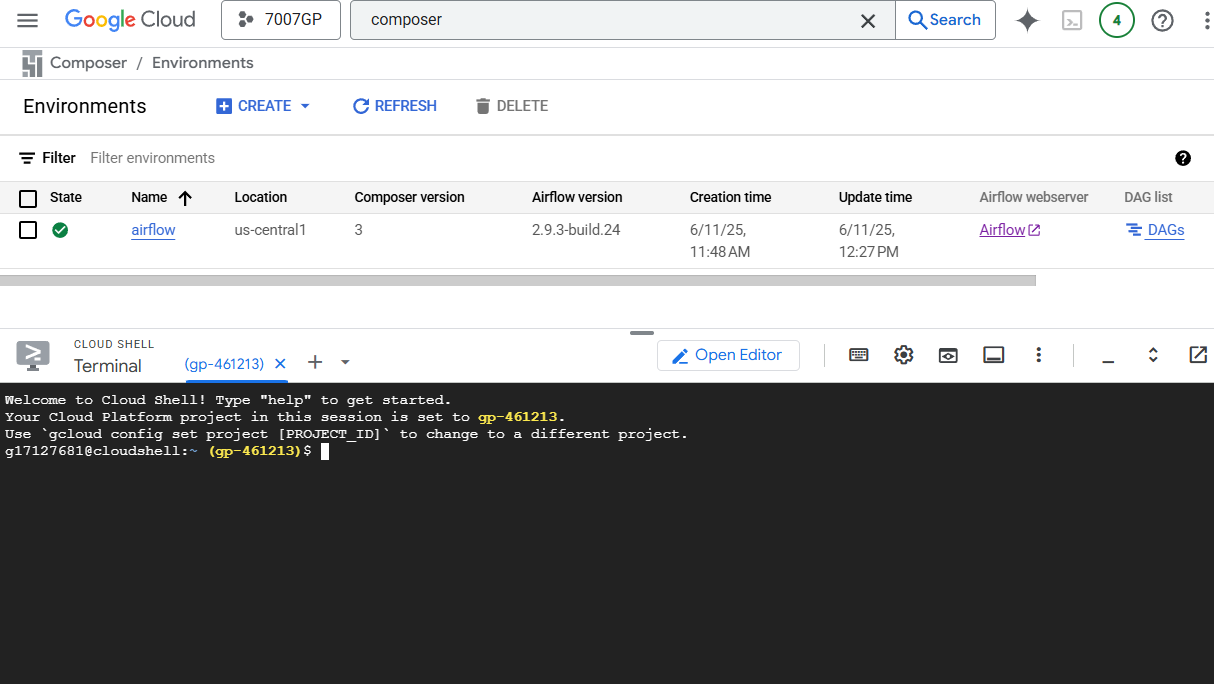 Google Cloud 7007GP composer Search 4
Composer / Environments
Environments CREATE REFRESH DELETE
Filter Filter environments
State Name Location Composer version Airflow version Creation time Update time Airflow webserver DAG list
airflow us-central1 3 2.9.3-build.24 6/11/25, 6/11/25, Airflow DAGs
11:48 AM 12:27 PM
CLOUD SHELL
Terminal (gp-461213) Open Editor
Welcome to Cloud Shell! Type "help" to get started.
Your Cloud Platform project in this session is set to gp-461213.
Use `gcloud config set project [PROJECT_ID]` to change to a different project.
g17127681@cloudshell:~ (gp-461213)$